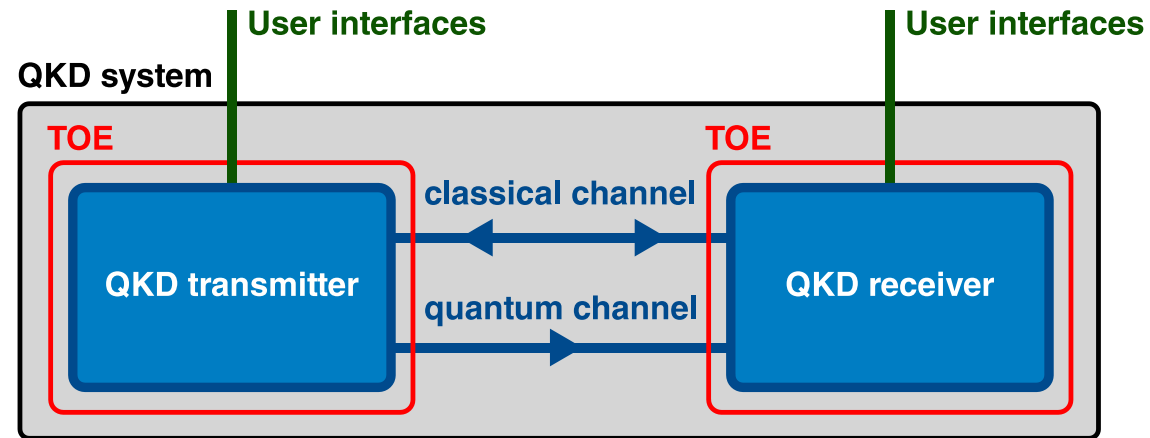 User interfaces
User interfaces
QKD system
TOE
TOE
classical channel
QKD transmitter
QKD receiver
quantum channel